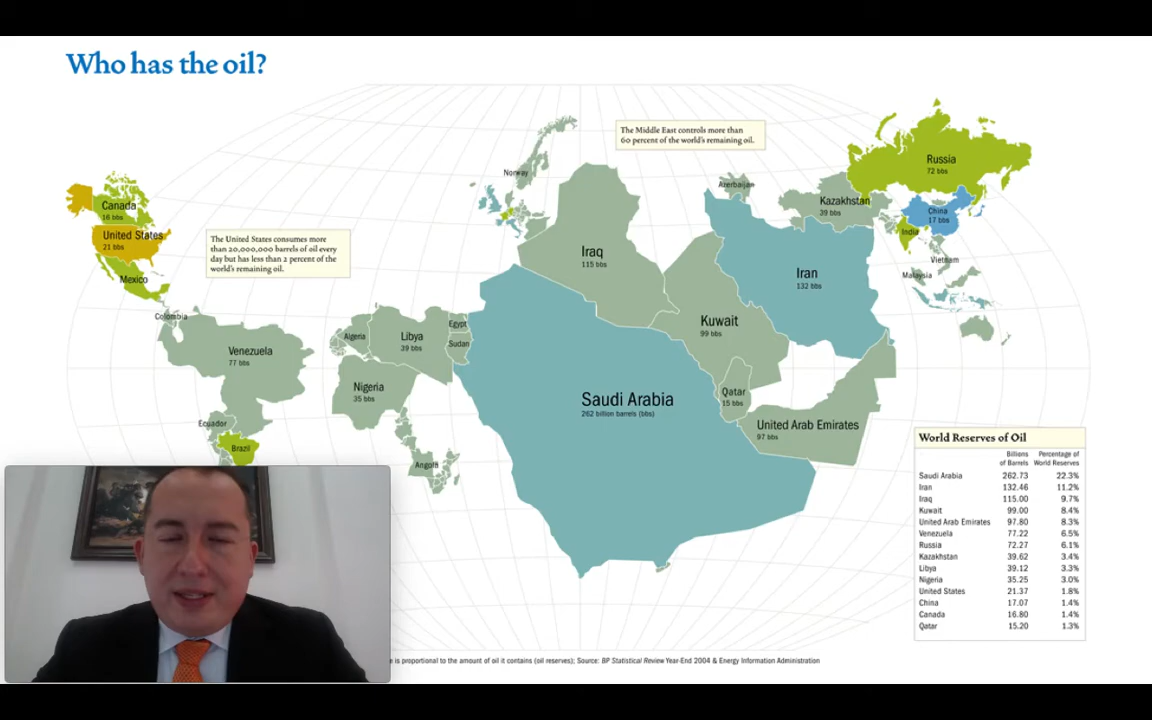 Who has the oil?
The Middle East controls more than
60 percent of the world's remaining oil.
Norway
Azerbaijan
Russia
72 bbs
Canada
16 bbs
Kazakhstan
39 bbs
China
17 bbs
United States
21 bbs
India
The United States consumes more
than 20,000,000 barrels of oil every
day but has less than 2 percent of the
world's remaining oil.
Iraq
115 bbs
Iran
132 bbs
Vietnam
Malaysia
Mexico
Colombia
Kuwait
99 bbs
Egypt
Algeria
Libya
39 bbs
Sudan
Venezuela
77 bbs
Nigeria
35 bbs
Qatar
15 bbs
Saudi Arabia
262 billion barrels (bbs)
United Arab Emirates
97 bbs
Ecuador
Brazil
Angola
World Reserves of Oil
Billions of Barrels Percentage of World Reserves
Saudi Arabia 262.73 22.3%
Iran 132.46 11.2%
Iraq 115.00 9.7%
Kuwait 99.00 8.4%
United Arab Emirates 97.80 8.3%
Venezuela 77.22 6.5%
Russia 72.27 6.1%
Kazakhstan 39.62 3.4%
Libya 39.12 3.3%
Nigeria 35.25 3.0%
United States 21.37 1.8%
China 17.07 1.4%
Canada 16.80 1.4%
Qatar 15.20 1.3%
is proportional to the amount of oil it contains (oil reserves); Source: BP Statistical Review Year-End 2004 & Energy Information Administration